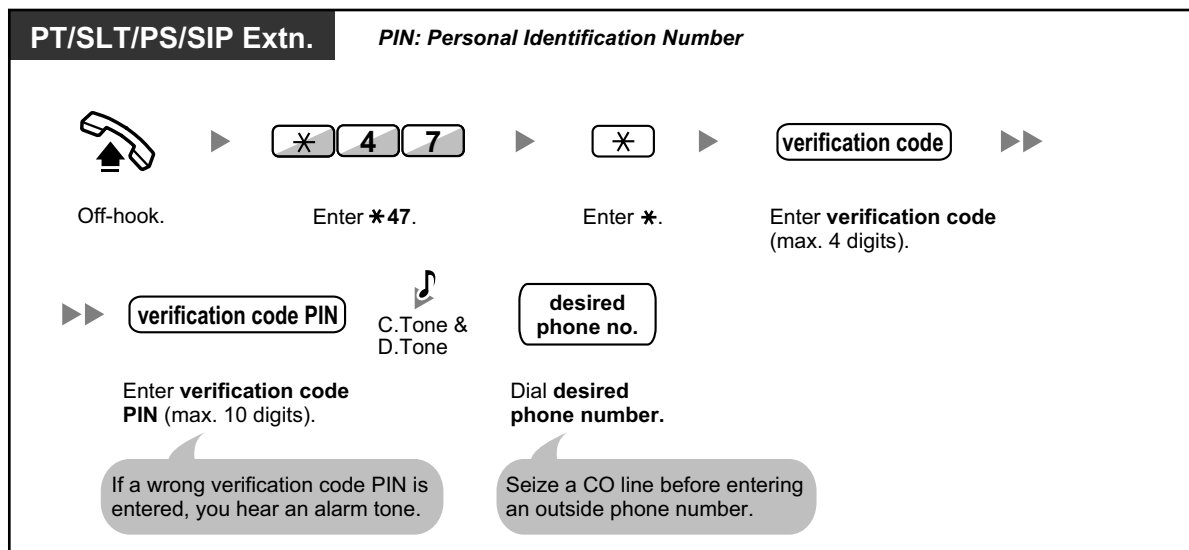 PT/SLT/PS/SIP Extn.
PIN: Personal Identification Number
* 4 7
*
verification code
Off-hook.
Enter *47.
Enter *.
Enter verification code
(max. 4 digits).
verification code PIN
C.Tone &
D.Tone
desired
phone no.
Enter verification code
PIN (max. 10 digits).
Dial desired
phone number.
If a wrong verification code PIN is
entered, you hear an alarm tone.
Seize a CO line before entering
an outside phone number.